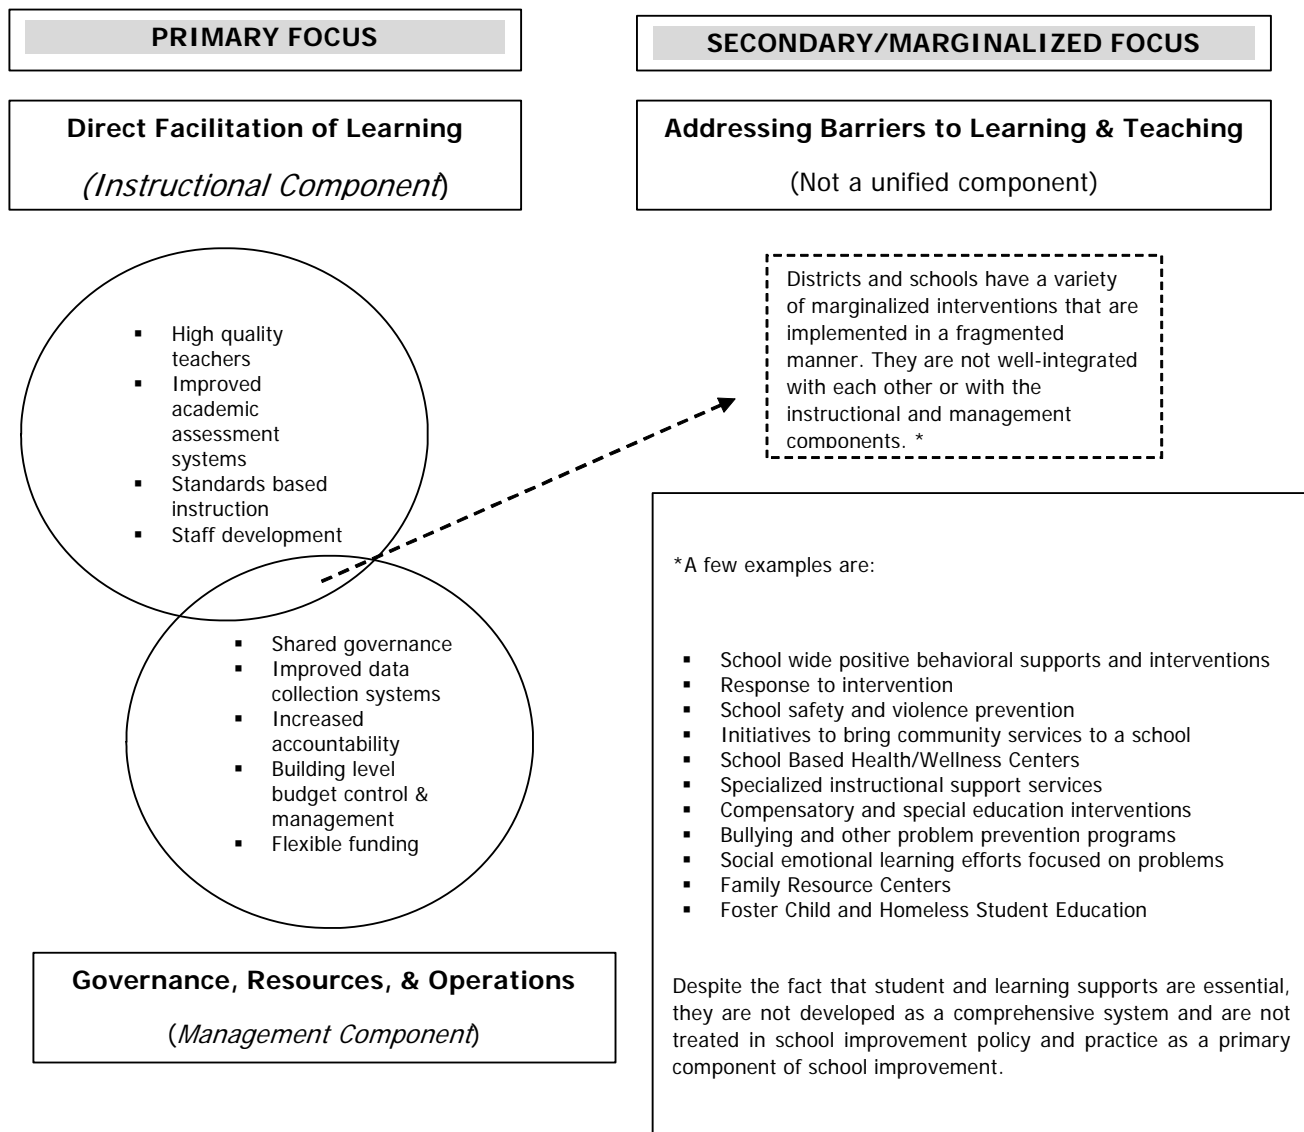 PRIMARY FOCUS
SECONDARY/MARGINALIZED FOCUS
Direct Facilitation of Learning
(Instructional Component)
Addressing Barriers to Learning & Teaching
(Not a unified component)
▪ High quality
teachers
▪ Improved
academic
assessment
systems
▪ Standards based
instruction
▪ Staff development
Districts and schools have a variety
of marginalized interventions that are
implemented in a fragmented
manner. They are not well-integrated
with each other or with the
instructional and management
components. *
▪ Shared governance
▪ Improved data
collection systems
▪ Increased
accountability
▪ Building level
budget control &
management
▪ Flexible funding
Governance, Resources, & Operations
(Management Component)
*A few examples are:
▪ School wide positive behavioral supports and interventions
▪ Response to intervention
▪ School safety and violence prevention
▪ Initiatives to bring community services to a school
▪ School Based Health/Wellness Centers
▪ Specialized instructional support services
▪ Compensatory and special education interventions
▪ Bullying and other problem prevention programs
▪ Social emotional learning efforts focused on problems
▪ Family Resource Centers
▪ Foster Child and Homeless Student Education
Despite the fact that student and learning supports are essential,
they are not developed as a comprehensive system and are not
treated in school improvement policy and practice as a primary
component of school improvement.